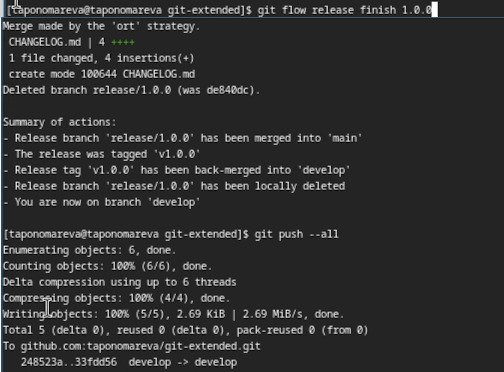 [taponomareva@taponomareva git-extended]$ git flow release finish 1.0.0
Merge made by the 'ort' strategy.
 CHANGELOG.md | 4 ++++
 1 file changed, 4 insertions(+)
 create mode 100644 CHANGELOG.md
Deleted branch release/1.0.0 (was de840dc).

Summary of actions:
- Release branch 'release/1.0.0' has been merged into 'main'
- The release was tagged 'v1.0.0'
- Release tag 'v1.0.0' has been back-merged into 'develop'
- Release branch 'release/1.0.0' has been locally deleted
- You are now on branch 'develop'

[taponomareva@taponomareva git-extended]$ git push --all
Enumerating objects: 6, done.
Counting objects: 100% (6/6), done.
Delta compression using up to 6 threads
Compressing objects: 100% (4/4), done.
Writing objects: 100% (5/5), 2.69 KiB | 2.69 MiB/s, done.
Total 5 (delta 0), reused 0 (delta 0), pack-reused 0 (from 0)
To github.com:taponomareva/git-extended.git
   248523a..33fdd56  develop -> develop